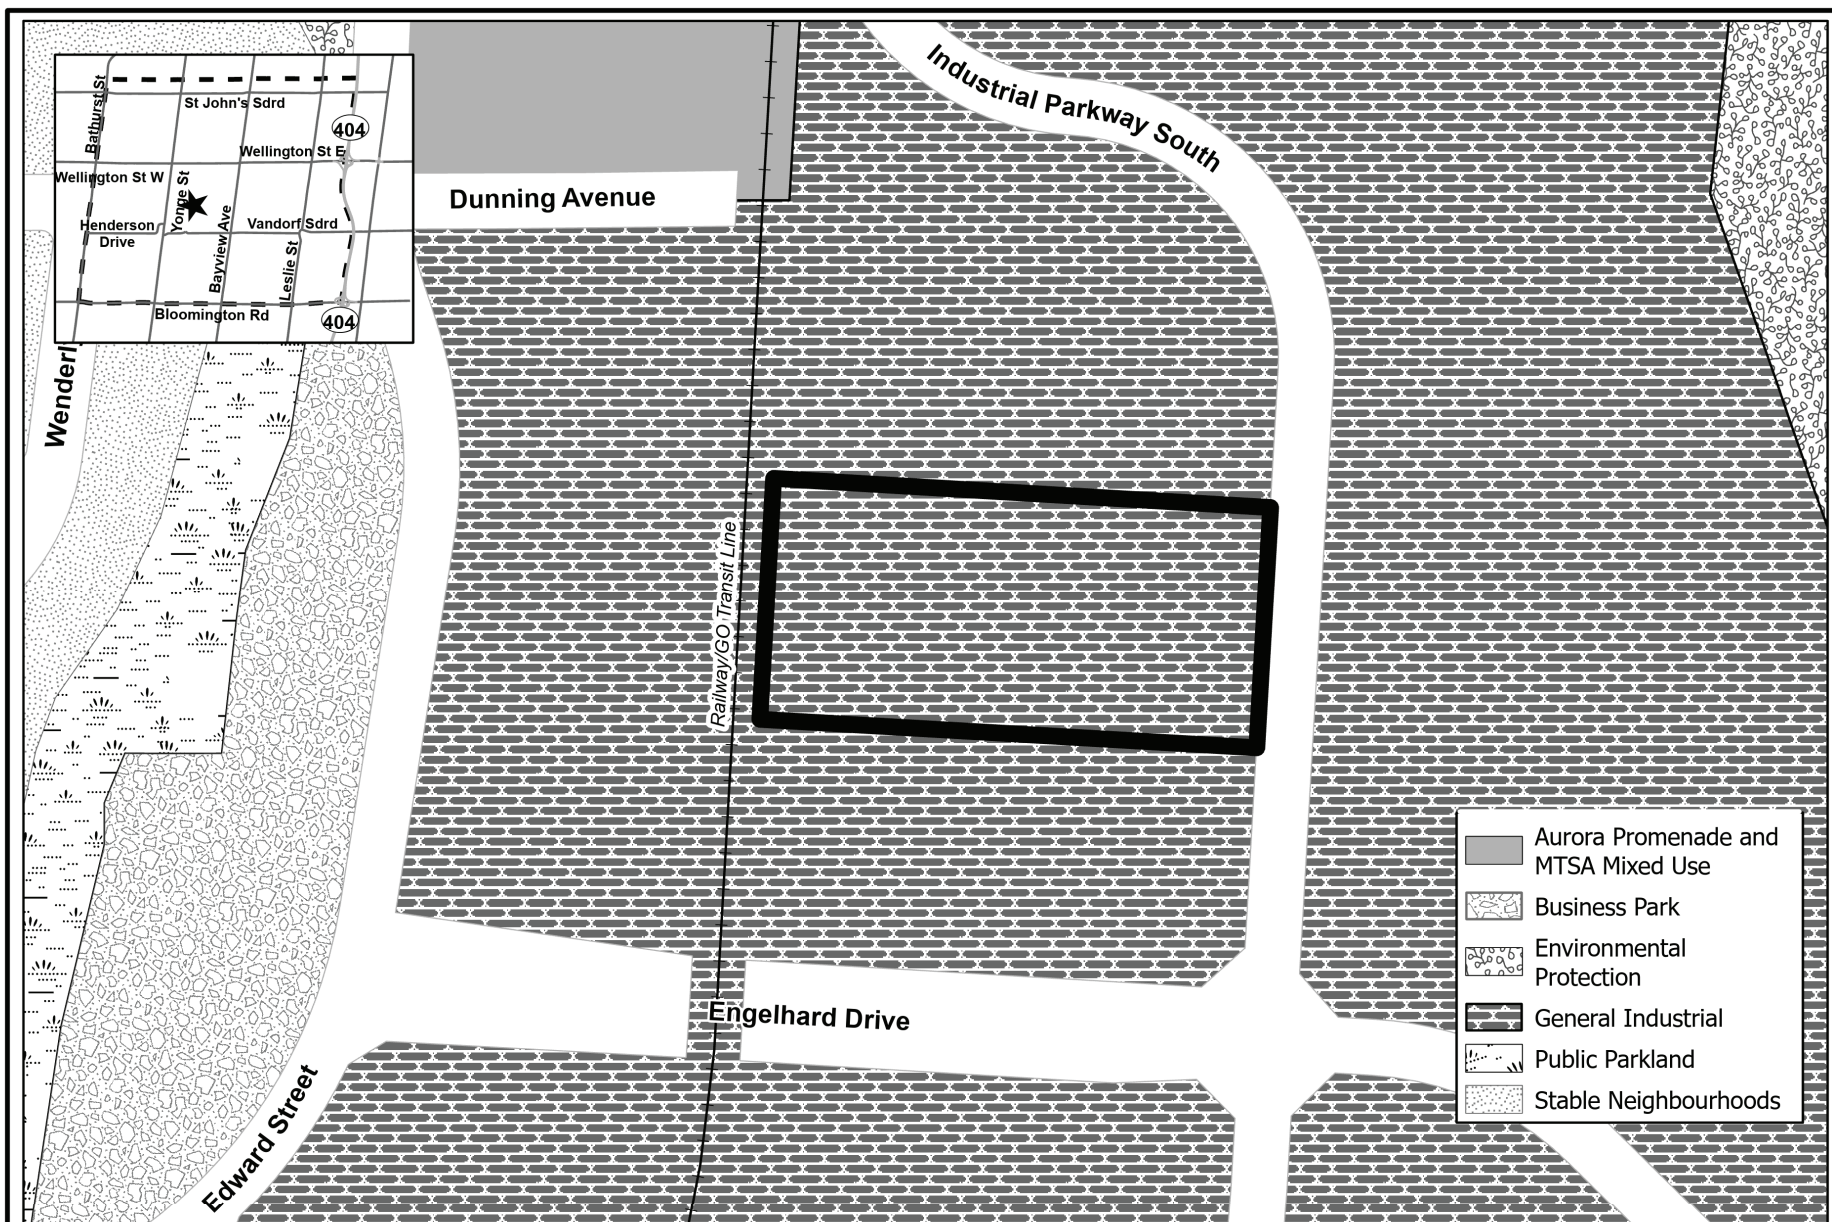 Industrial Parkway South
Bathurst St
St John's Sdrd
404
Wellington St E
Wellington St W
Yonge St
Dunning Avenue
Henderson
Drive
Bayview Ave
Vandorf Sdrd
Leslie St
Bloomington Rd
404
Wenderl
Railway/GO Transit Line
Engelhard Drive
Edward Street
Aurora Promenade and
MTSA Mixed Use
Business Park
Environmental
Protection
General Industrial
Public Parkland
Stable Neighbourhoods